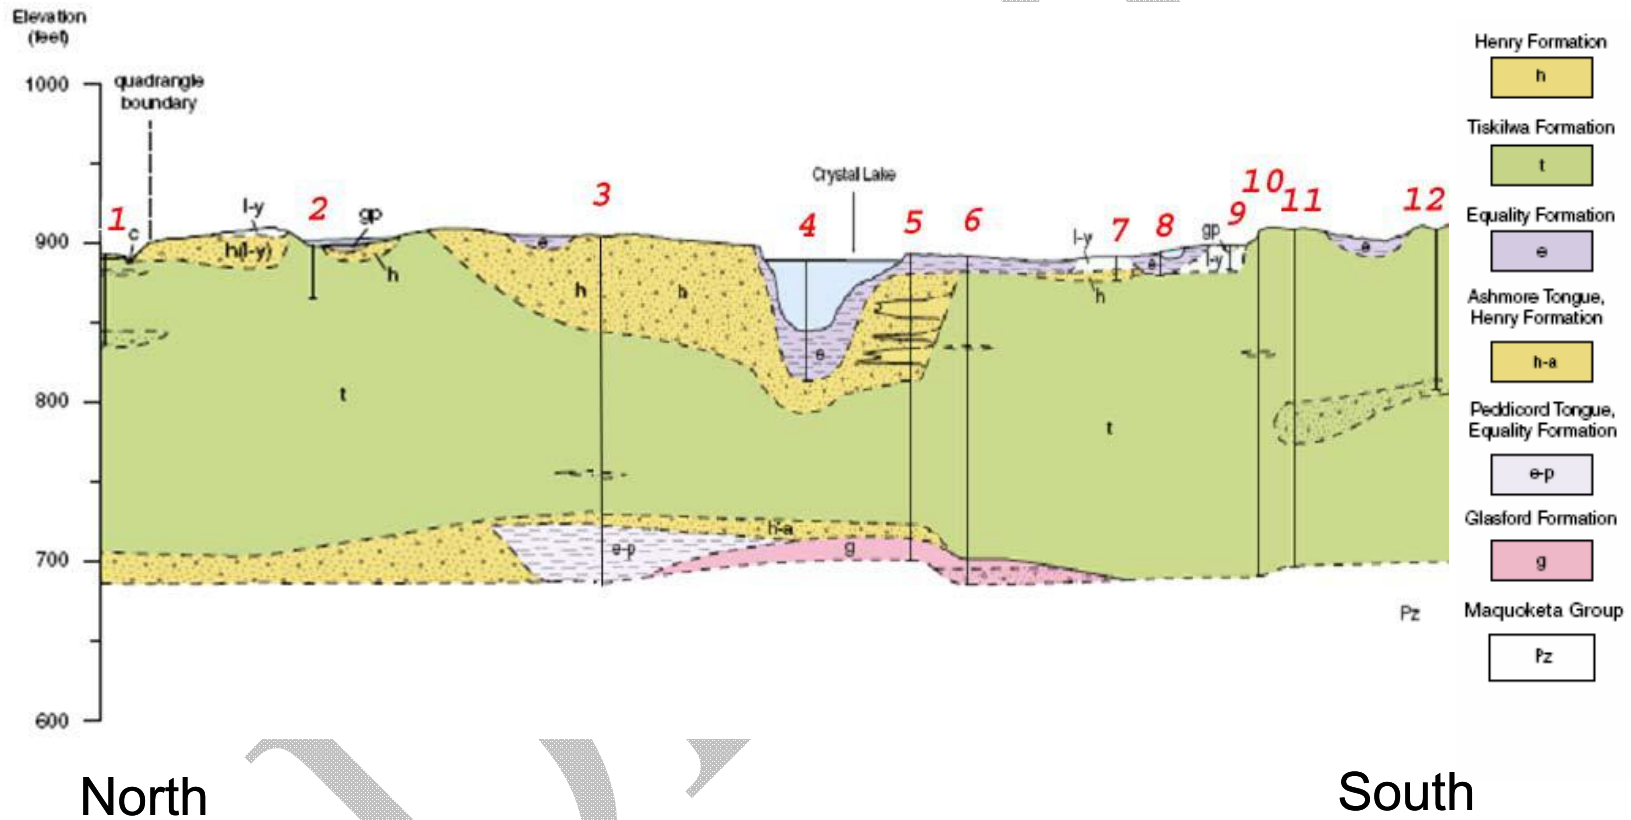 Elevation
(feet)
1000
900
800
700
600
quadrangle
boundary
1
c
l-y
h(l-y)
2
gp
h
3
e
h
h
Crystal Lake
4
e
5
6
l-y
7
h
8
e
gp
9
l-y
10
11
e
12
t
t
h-a
e-p
g
Pz
Henry Formation
h
Tiskilwa Formation
t
Equality Formation
e
Ashmore Tongue,
Henry Formation
h-a
Peddicord Tongue,
Equality Formation
e-p
Glasford Formation
g
Maquoketa Group
Pz
North
South